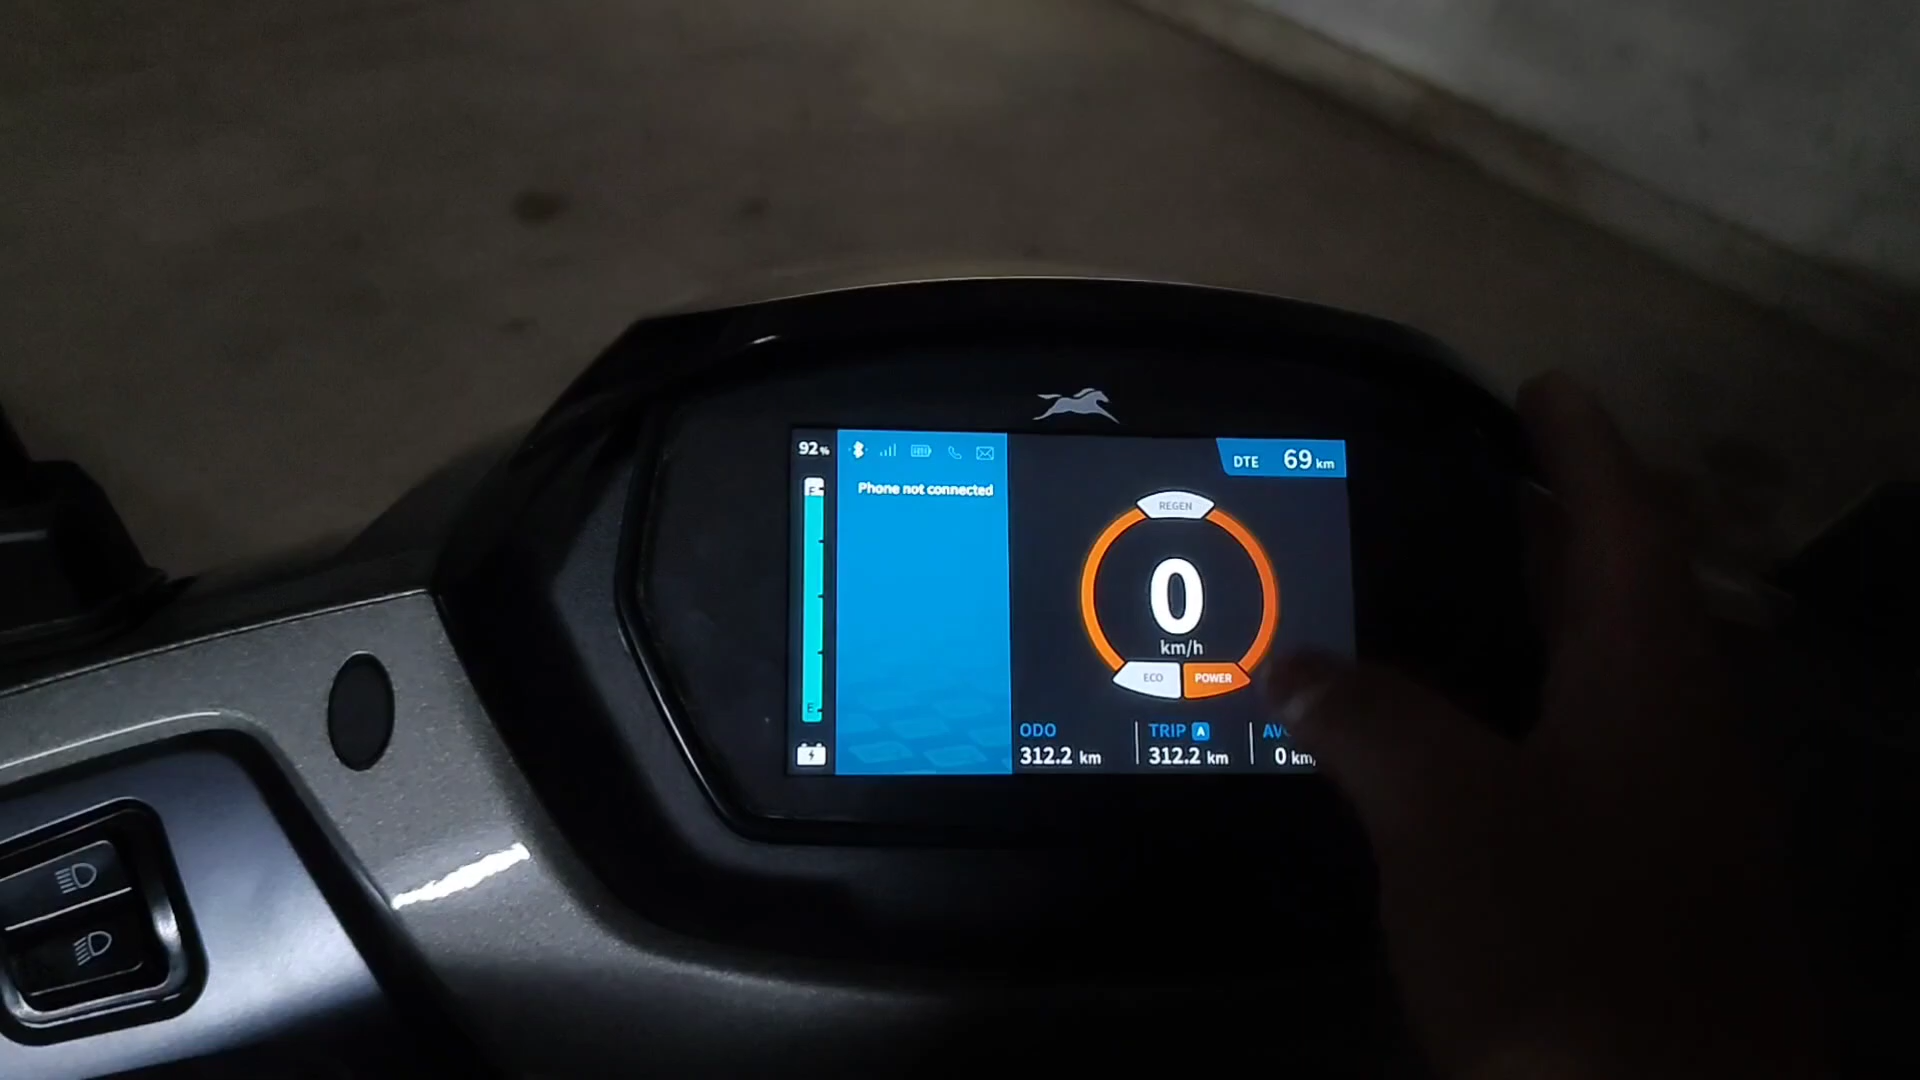 92%
Phone not connected
DTE 69 km
F
REGEN
0
km/h
ECO POWER
E
ODO TRIP A
312.2 km 312.2 km 0